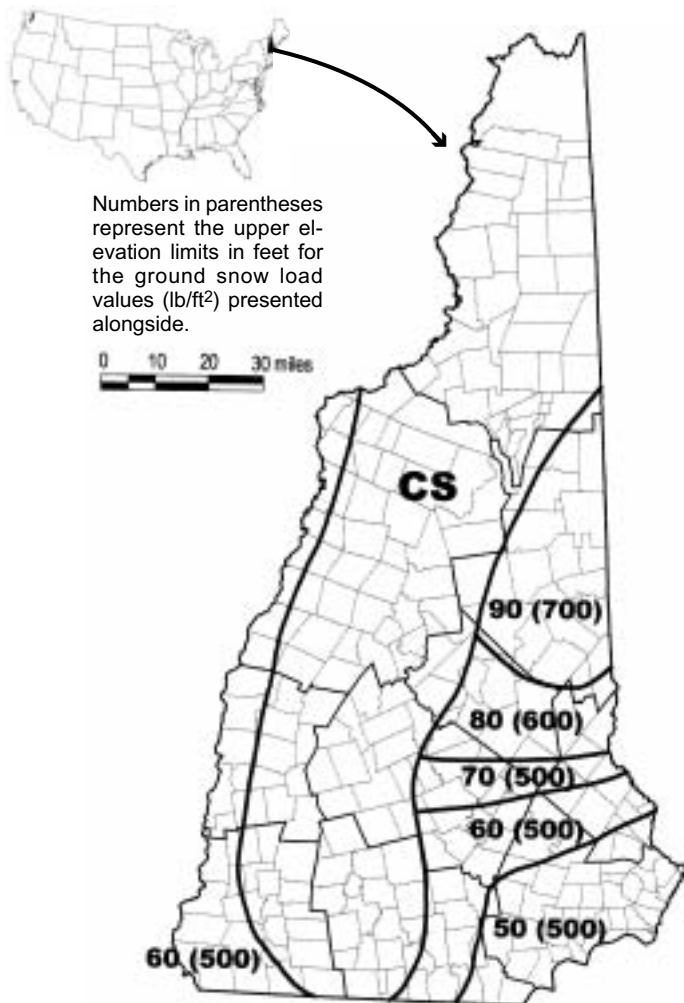 Numbers in parentheses
represent the upper el-
evation limits in feet for
the ground snow load
values (lb/ft²) presented
alongside.
0 10 20 30 miles
CS
90 (700)
80 (600)
70 (500)
60 (500)
50 (500)
60 (500)